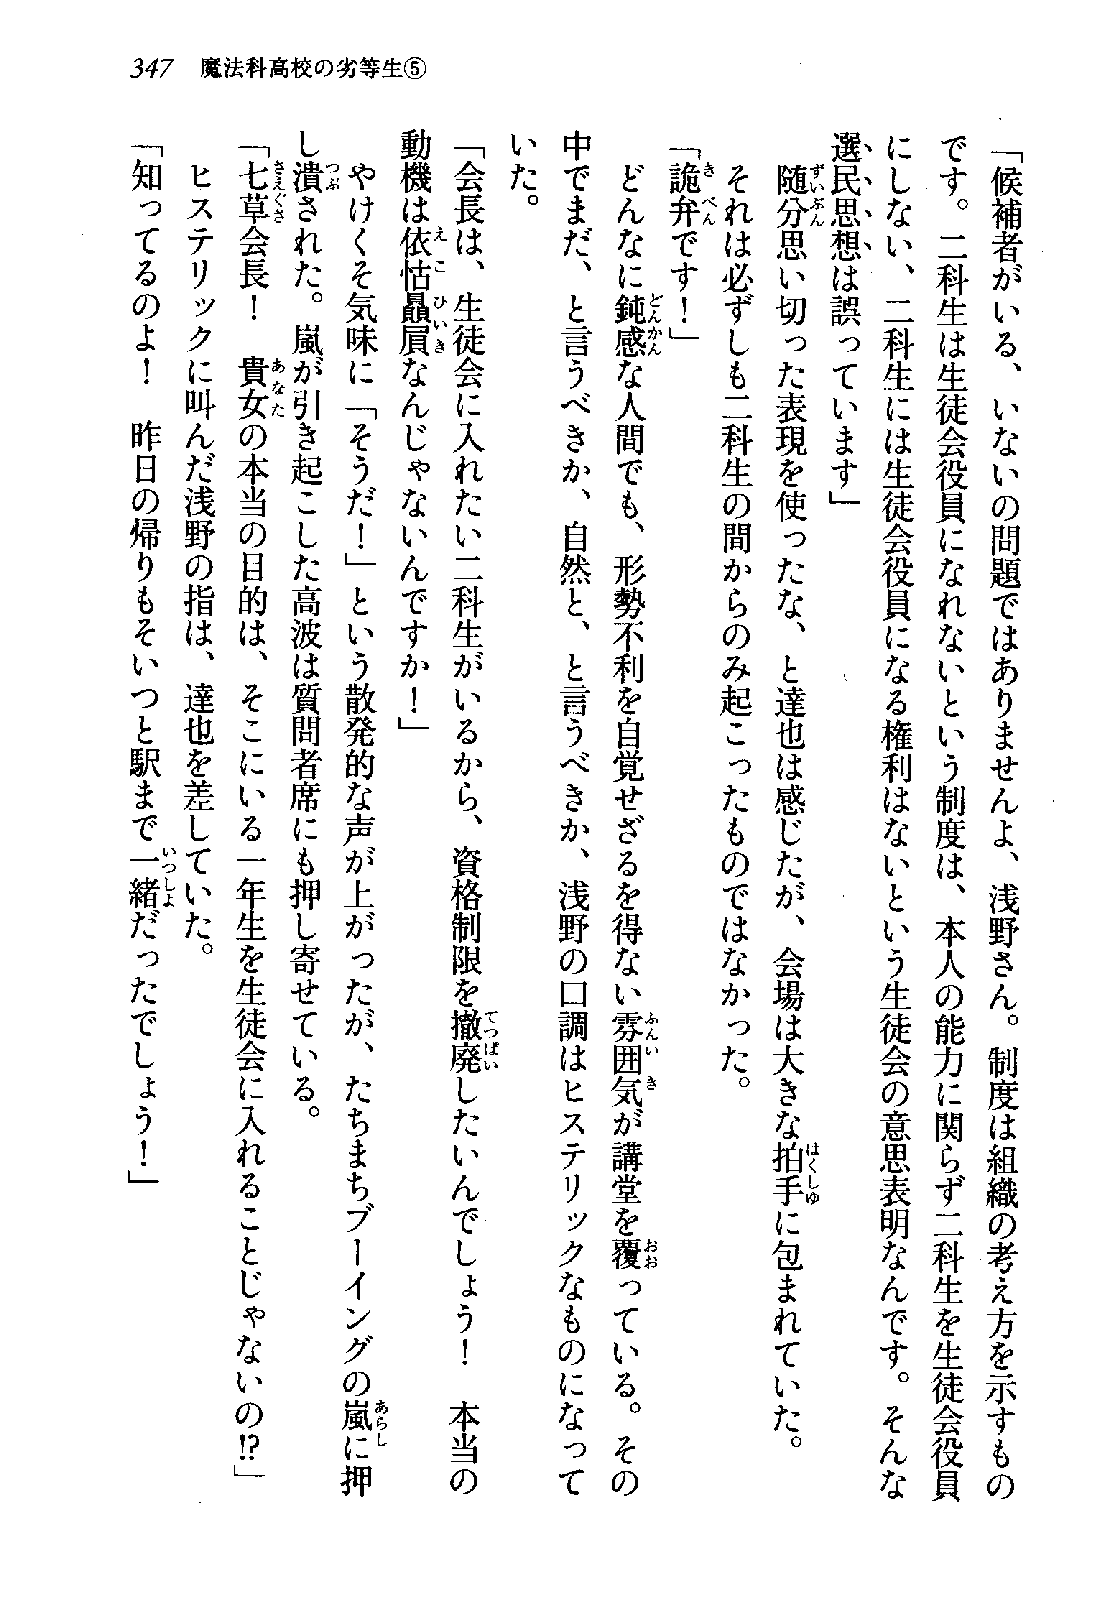 347　魔法科高校の劣等生⑤
「候補者がいる、いないの問題ではありませんよ、浅野さん。制度は組織の考え方を示すもの
です。二科生は生徒会役員になれないという制度は、本人の能力に関らず二科生を生徒会役員
にしない、二科生には生徒会役員になる権利はないという生徒会の意思表明なんです。そんな
選民思想は誤っています」
　随分思い切った表現を使ったな、と達也は感じたが、会場は大きな拍手に包まれていた。
　それは必ずしも二科生の間からのみ起こったものではなかった。
「詭弁です！」
　どんなに鈍感な人間でも、形勢不利を自覚せざるを得ない雰囲気が講堂を覆っている。その
中でまだ、と言うべきか、自然と、と言うべきか、浅野の口調はヒステリックなものになって
いた。
「会長は、生徒会に入れたい二科生がいるから、資格制限を撤廃したいんでしょう！　本当の
動機は依怙贔屓なんじゃないんですか！」
　やけくそ気味に「そうだ！」という散発的な声が上がったが、たちまちブーイングの嵐に押
し潰された。嵐が引き起こした高波は質問者席にも押し寄せている。
「七草会長！　貴女の本当の目的は、そこにいる一年生を生徒会に入れることじゃないの!?」
　ヒステリックに叫んだ浅野の指は、達也を差していた。
「知ってるのよ！　昨日の帰りもそいつと駅まで一緒だったでしょう！」